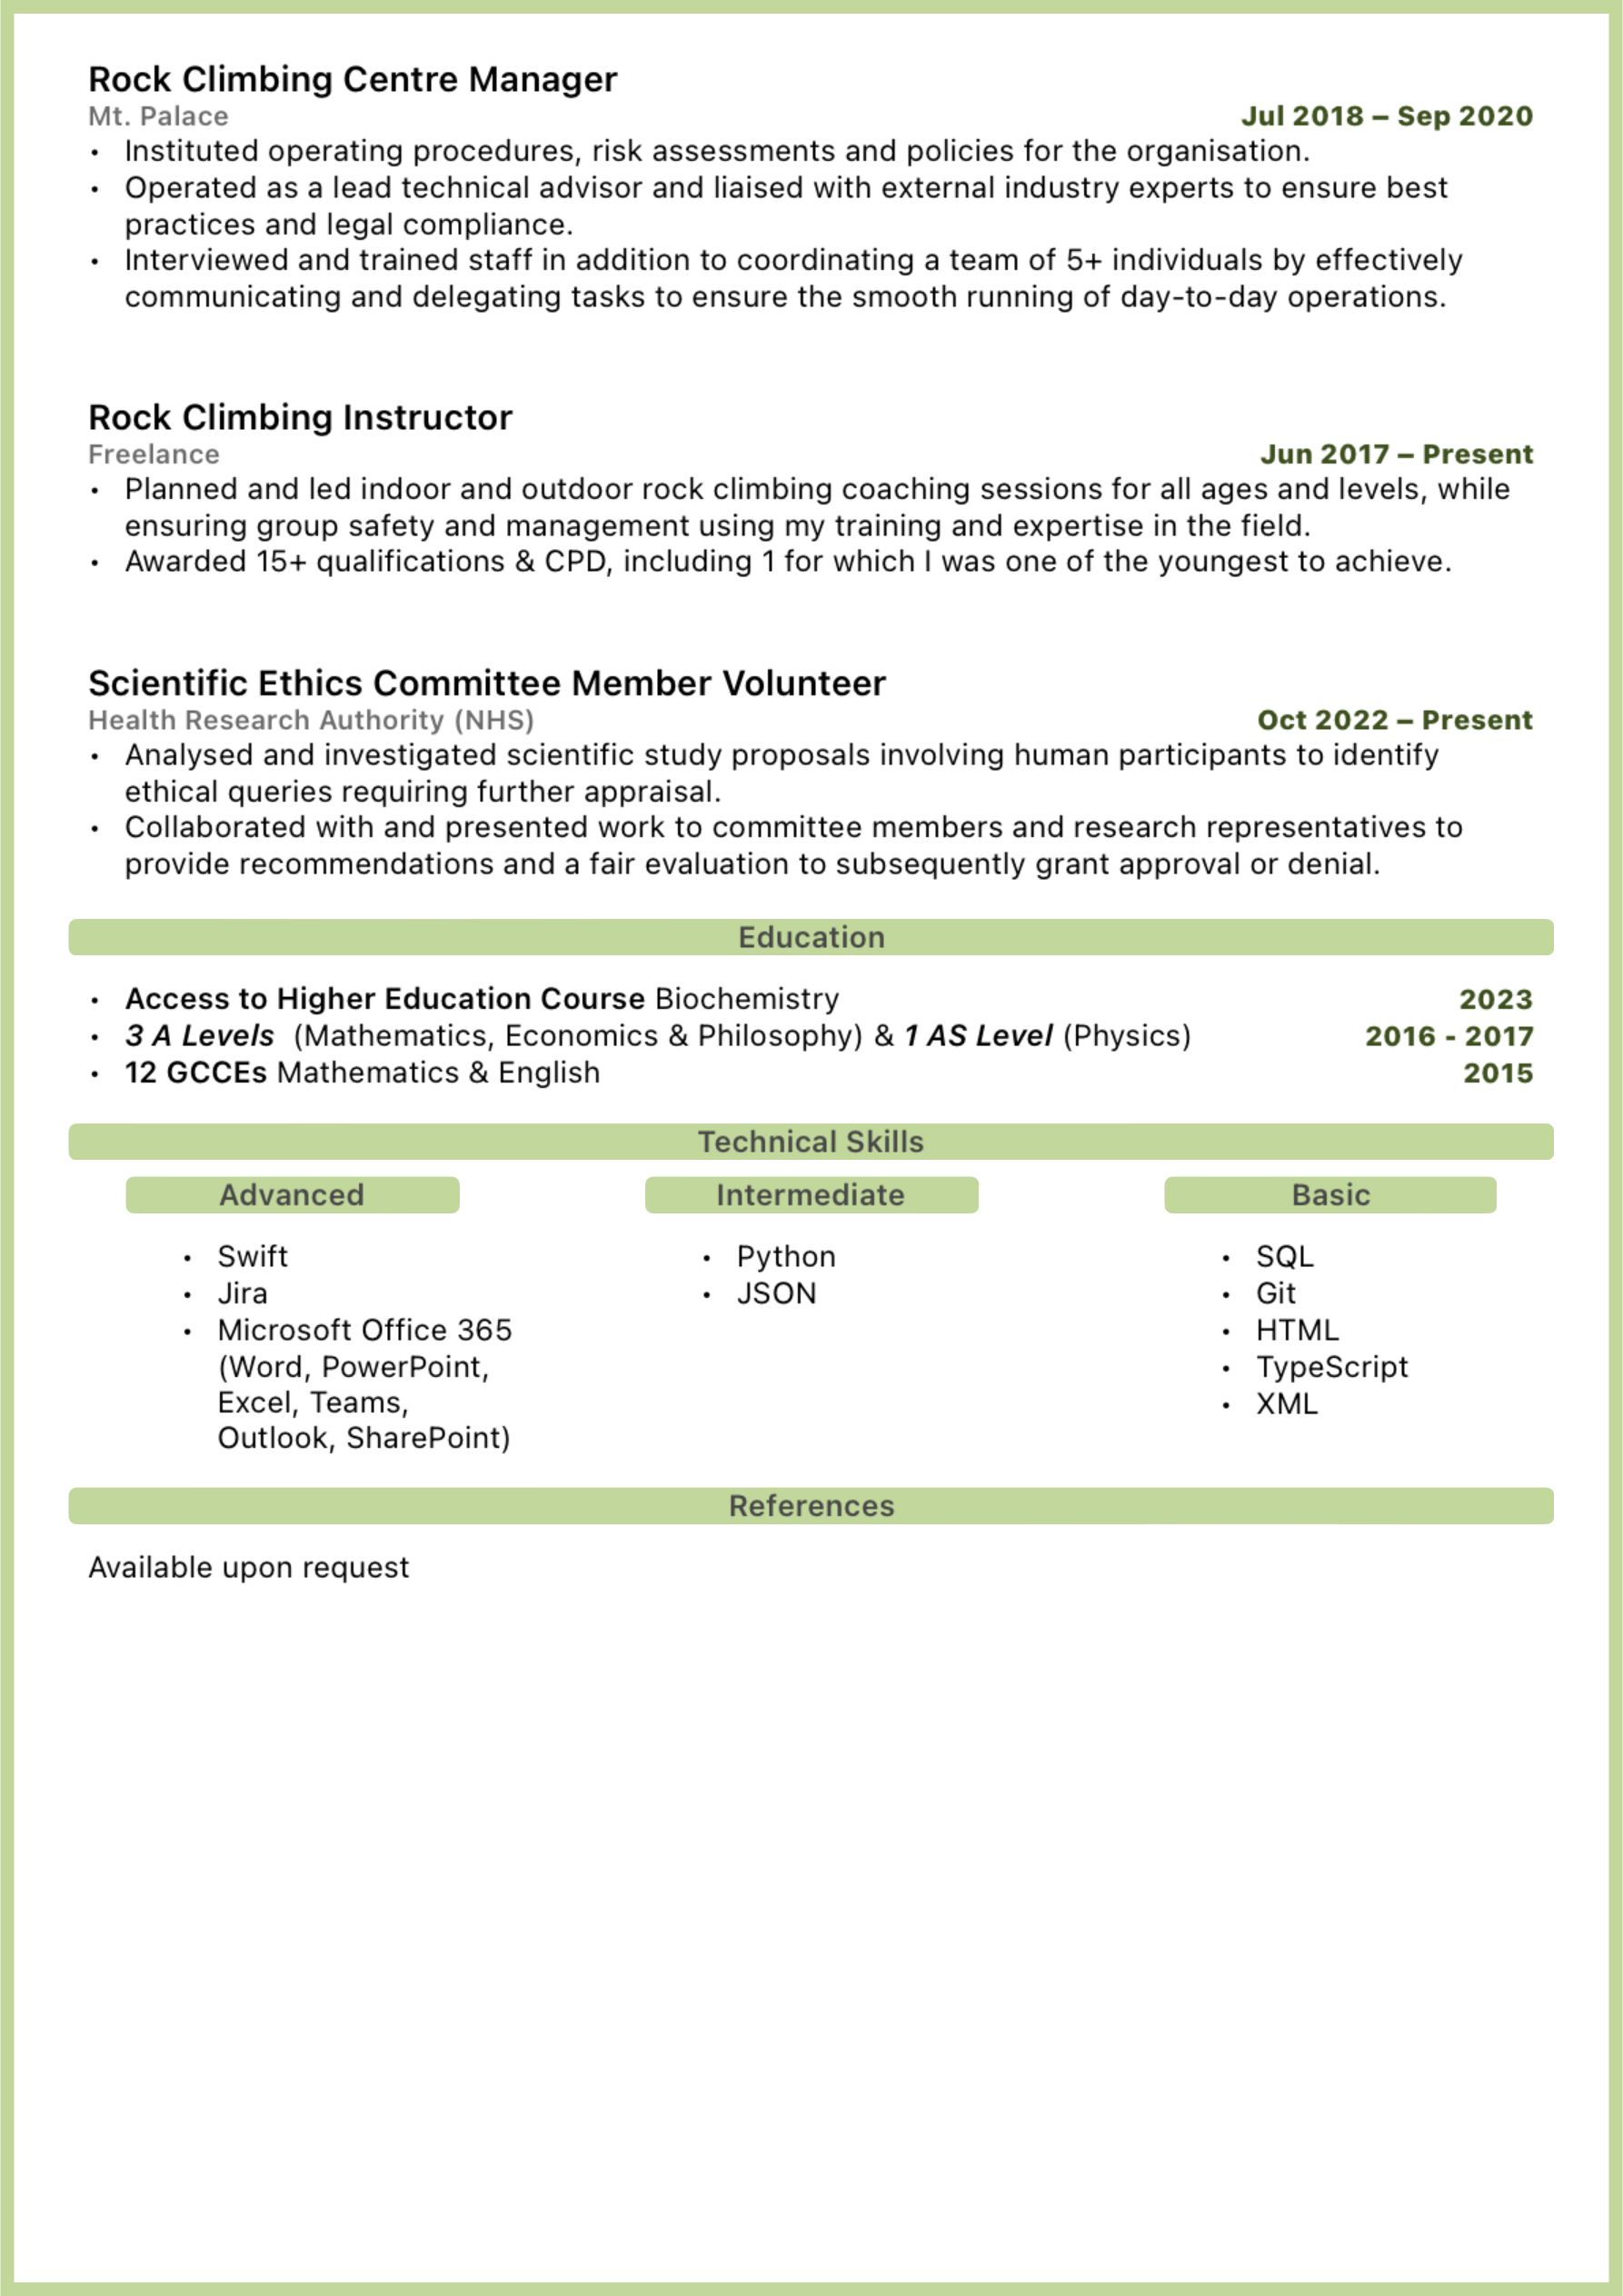 Rock Climbing Centre Manager
Mt. Palace Jul 2018 – Sep 2020
• Instituted operating procedures, risk assessments and policies for the organisation.
• Operated as a lead technical advisor and liaised with external industry experts to ensure best
practices and legal compliance.
• Interviewed and trained staff in addition to coordinating a team of 5+ individuals by effectively
communicating and delegating tasks to ensure the smooth running of day-to-day operations.
Rock Climbing Instructor
Freelance Jun 2017 – Present
• Planned and led indoor and outdoor rock climbing coaching sessions for all ages and levels, while
ensuring group safety and management using my training and expertise in the field.
• Awarded 15+ qualifications & CPD, including 1 for which I was one of the youngest to achieve.
Scientific Ethics Committee Member Volunteer
Health Research Authority (NHS) Oct 2022 – Present
• Analysed and investigated scientific study proposals involving human participants to identify
ethical queries requiring further appraisal.
• Collaborated with and presented work to committee members and research representatives to
provide recommendations and a fair evaluation to subsequently grant approval or denial.
Education
• Access to Higher Education Course Biochemistry 2023
• 3 A Levels (Mathematics, Economics & Philosophy) & 1 AS Level (Physics) 2016 - 2017
• 12 GCCEs Mathematics & English 2015
Technical Skills
Advanced
• Swift
• Jira
• Microsoft Office 365
(Word, PowerPoint,
Excel, Teams,
Outlook, SharePoint)
Intermediate
• Python
• JSON
Basic
• SQL
• Git
• HTML
• TypeScript
• XML
References
Available upon request